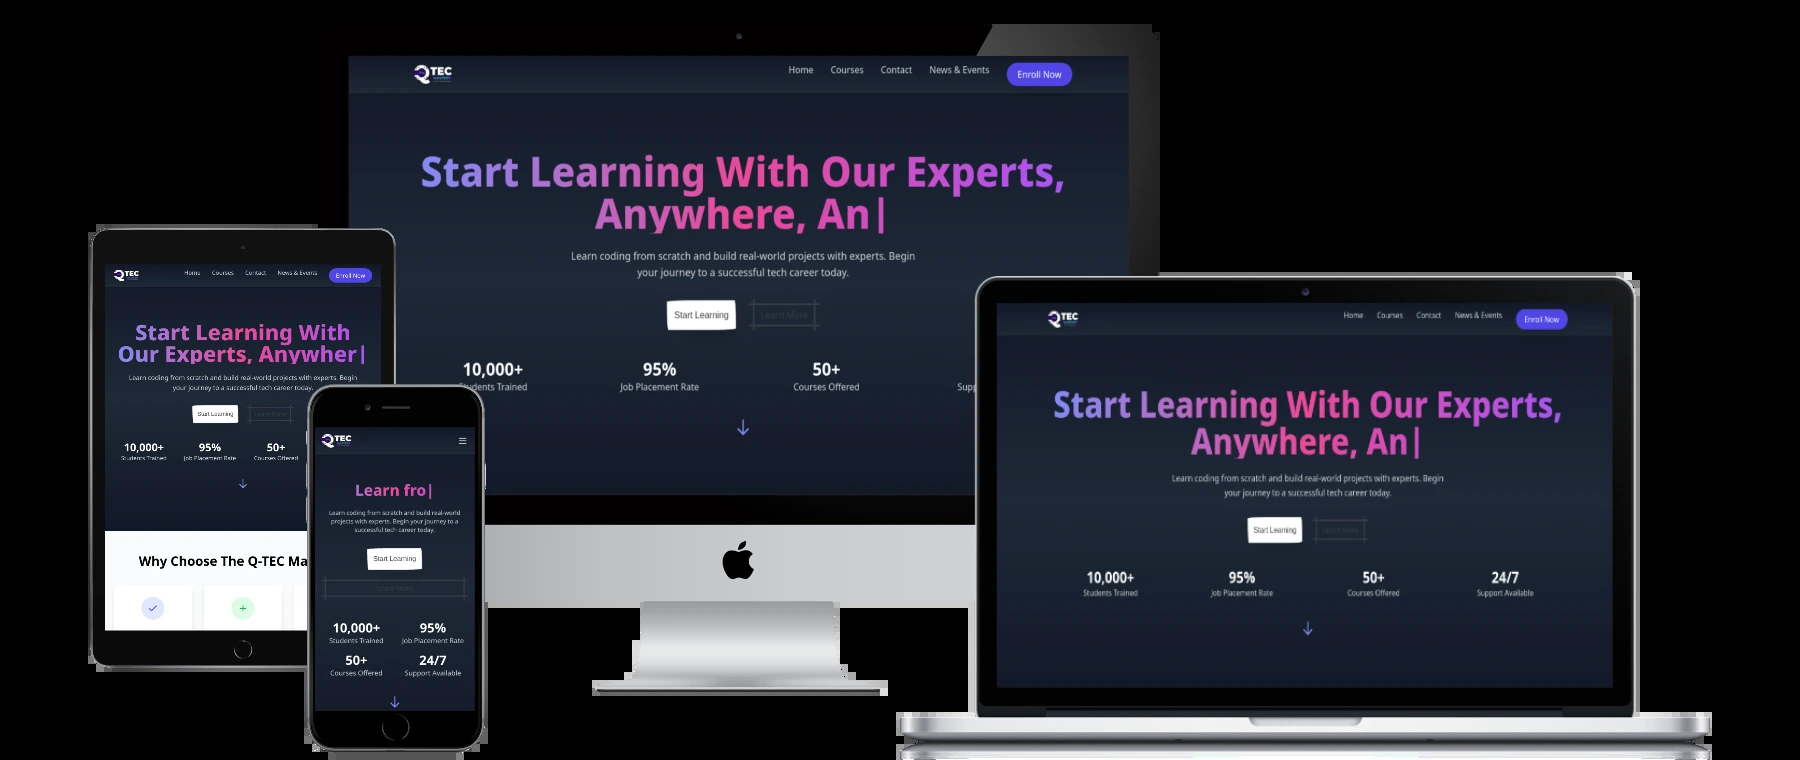 QTEC
Home Courses Contact News & Events Enroll Now
Start Learning With Our Experts,
Anywhere, An|
Learn coding from scratch and build real-world projects with experts. Begin
your journey to a successful tech career today.
Start Learning Learn More
10,000+ 95% 50+
Students Trained Job Placement Rate Courses Offered Supp
QTEC
Home Courses Contact News & Events Enroll Now
Start Learning With
Our Experts, Anywher|
Learn coding from scratch and build real-world projects with experts. Begin
your journey to a successful tech career today.
Start Learning Learn More
10,000+ 95% 50+
Students Trained Job Placement Rate Courses Offered
Why Choose The Q-TEC Ma
QTEC
Learn fro|
Learn coding from scratch and build real-world
projects with experts. Begin your journey to a
successful tech career today.
Start Learning
Learn More
10,000+ 95%
Students Trained Job Placement Rate
50+ 24/7
Courses Offered Support Available
QTEC
Home Courses Contact News & Events Enroll Now
Start Learning With Our Experts,
Anywhere, An|
Learn coding from scratch and build real-world projects with experts. Begin
your journey to a successful tech career today.
Start Learning Learn More
10,000+ 95% 50+ 24/7
Students Trained Job Placement Rate Courses Offered Support Available